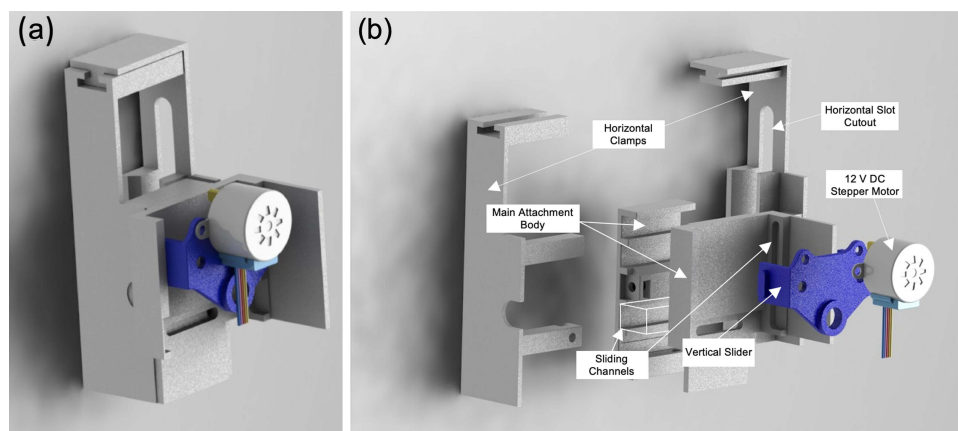 (a)
(b)
Horizontal
Clamps
Horizontal Slot
Cutout
12 V DC
Stepper Motor
Main Attachment
Body
Sliding
Channels
Vertical Slider